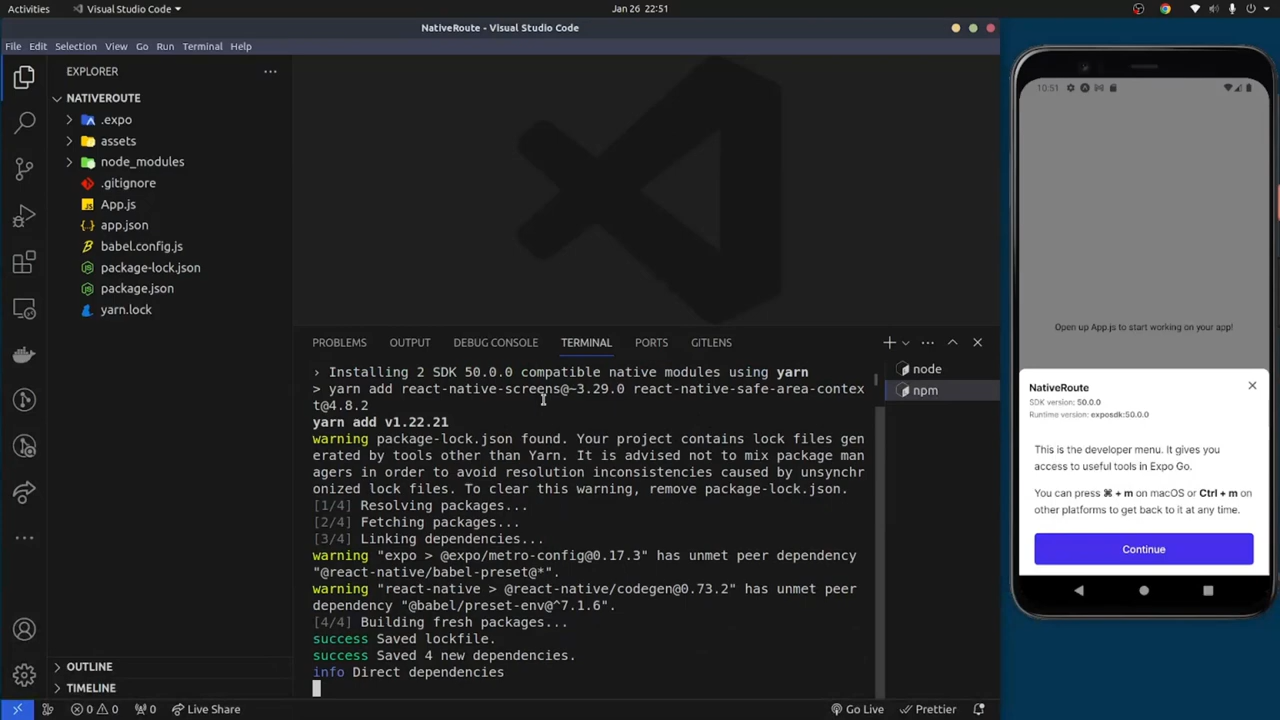 Activities
Visual Studio Code
Jan 26 22:51
NativeRoute - Visual Studio Code
File Edit Selection View Go Run Terminal Help
EXPLORER
NATIVEROUTE
.expo
assets
node_modules
.gitignore
App.js
app.json
babel.config.js
package-lock.json
package.json
yarn.lock
OUTLINE
TIMELINE
PROBLEMS OUTPUT DEBUG CONSOLE TERMINAL PORTS GITLENS
node
npm
› Installing 2 SDK 50.0.0 compatible native modules using yarn
> yarn add react-native-screens@~3.29.0 react-native-safe-area-contex
t@4.8.2
yarn add v1.22.21
warning package-lock.json found. Your project contains lock files gen
erated by tools other than Yarn. It is advised not to mix package man
agers in order to avoid resolution inconsistencies caused by unsynchr
onized lock files. To clear this warning, remove package-lock.json.
[1/4] Resolving packages...
[2/4] Fetching packages...
[3/4] Linking dependencies...
warning "expo > @expo/metro-config@0.17.3" has unmet peer dependency
"@react-native/babel-preset@*".
warning "react-native > @react-native/codegen@0.73.2" has unmet peer
dependency "@babel/preset-env@^7.1.6".
[4/4] Building fresh packages...
success Saved lockfile.
success Saved 4 new dependencies.
info Direct dependencies
0 0 0 Live Share
Go Live Prettier
10:51
Open up App.js to start working on your app!
NativeRoute
SDK version: 50.0.0
Runtime version: exposdk:50.0.0
This is the developer menu. It gives you
access to useful tools in Expo Go.
You can press ⌘ + m on macOS or Ctrl + m on
other platforms to get back to it at any time.
Continue